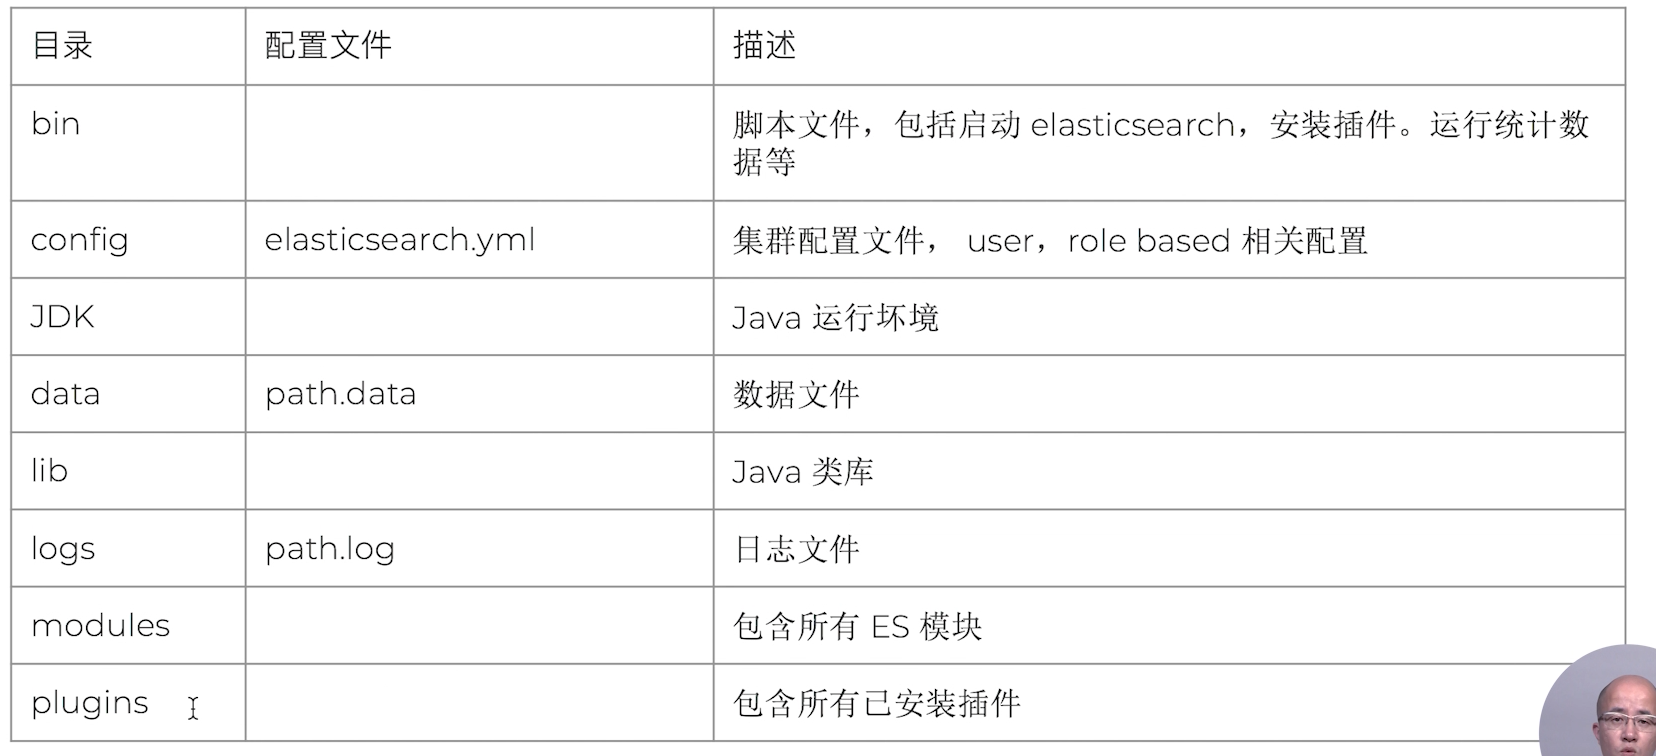 目录 配置文件 描述
bin 脚本文件，包括启动 elasticsearch，安装插件。运行统计数
据等
config elasticsearch.yml 集群配置文件， user，role based 相关配置
JDK Java 运行坏境
data path.data 数据文件
lib Java 类库
logs path.log 日志文件
modules 包含所有 ES 模块
plugins 包含所有已安装插件